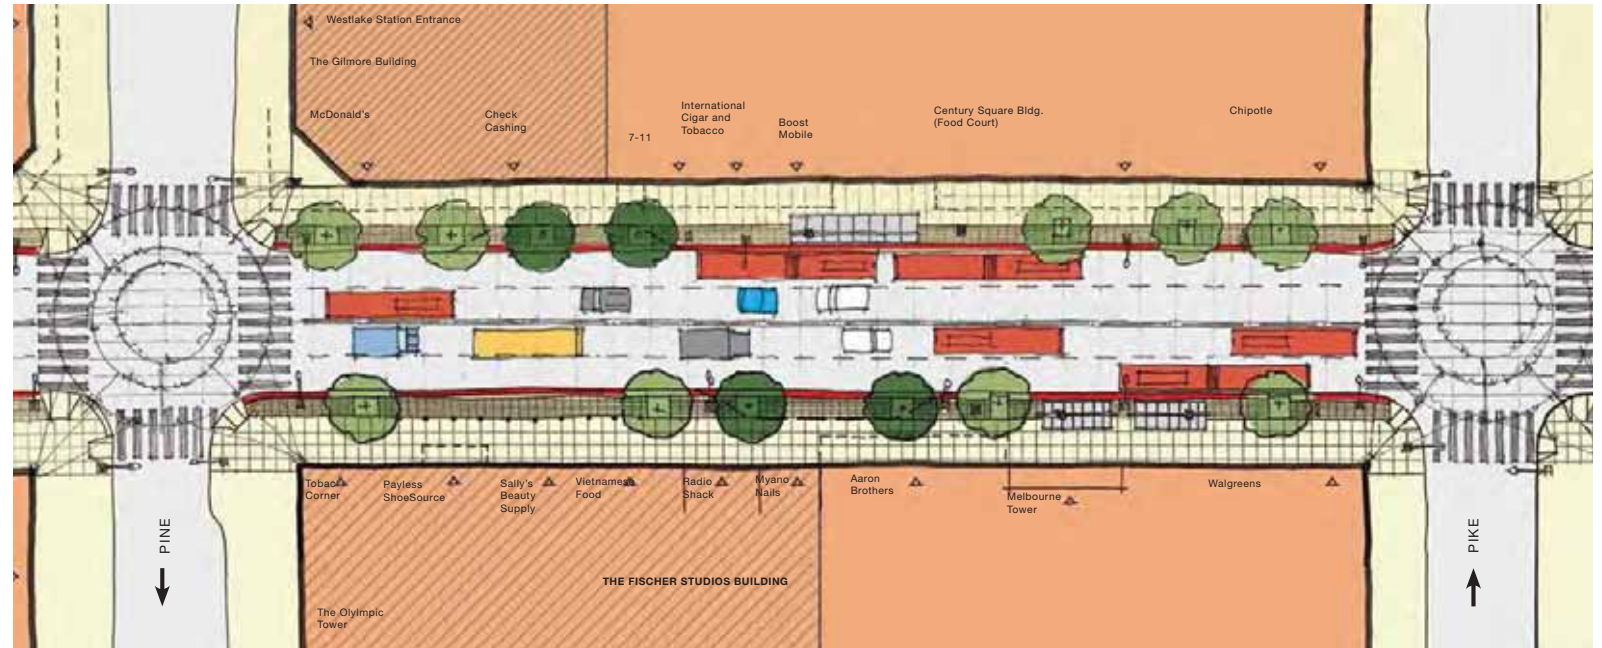 Westlake Station Entrance
The Gilmore Building
McDonald's
Check
Cashing
7-11
International
Cigar and
Tobacco
Boost
Mobile
Century Square Bldg.
(Food Court)
Chipotle
Corner
Payless
ShoeSource
Sally's
Beauty
Supply
Vietnamese
Food
Radio
Shack
Myano
Nails
Aaron
Brothers
Melbourne
Tower
Walgreens
PINE
PIKE
THE FISCHER STUDIOS BUILDING
The Olyimpic
Tower